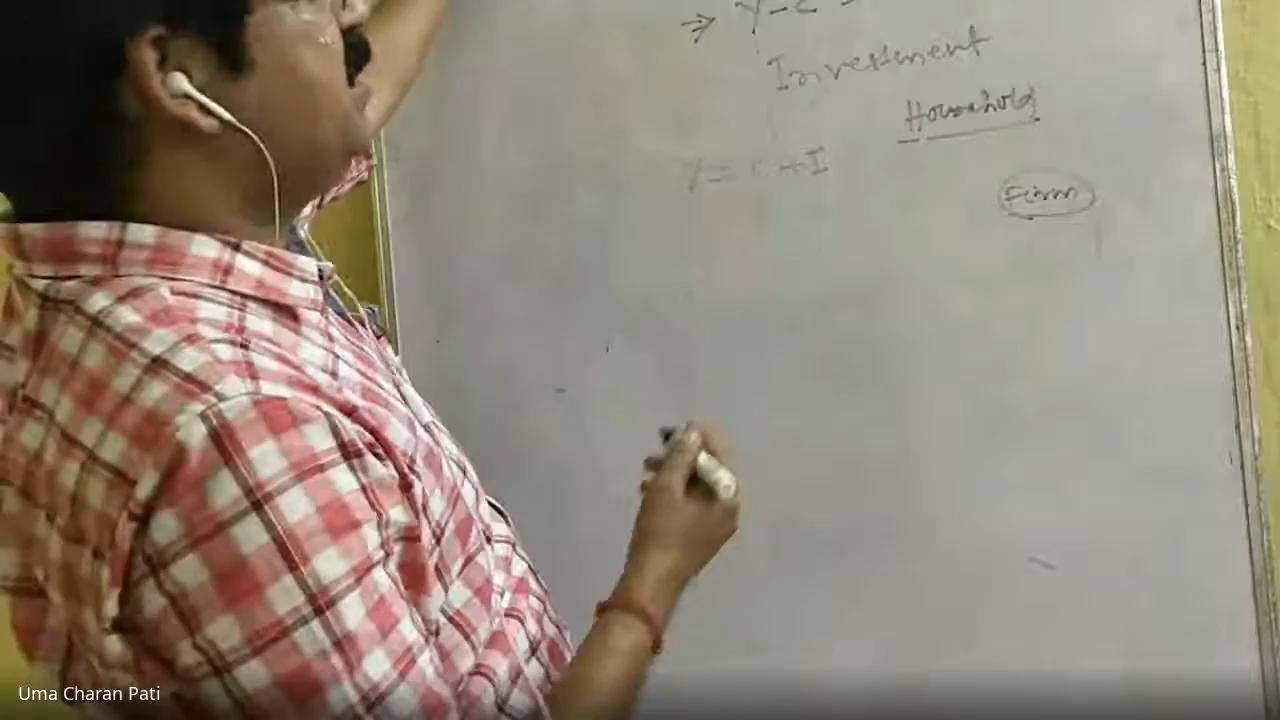 → Y-C =
Investment
Household
Y = C + I
Firm
Uma Charan Pati